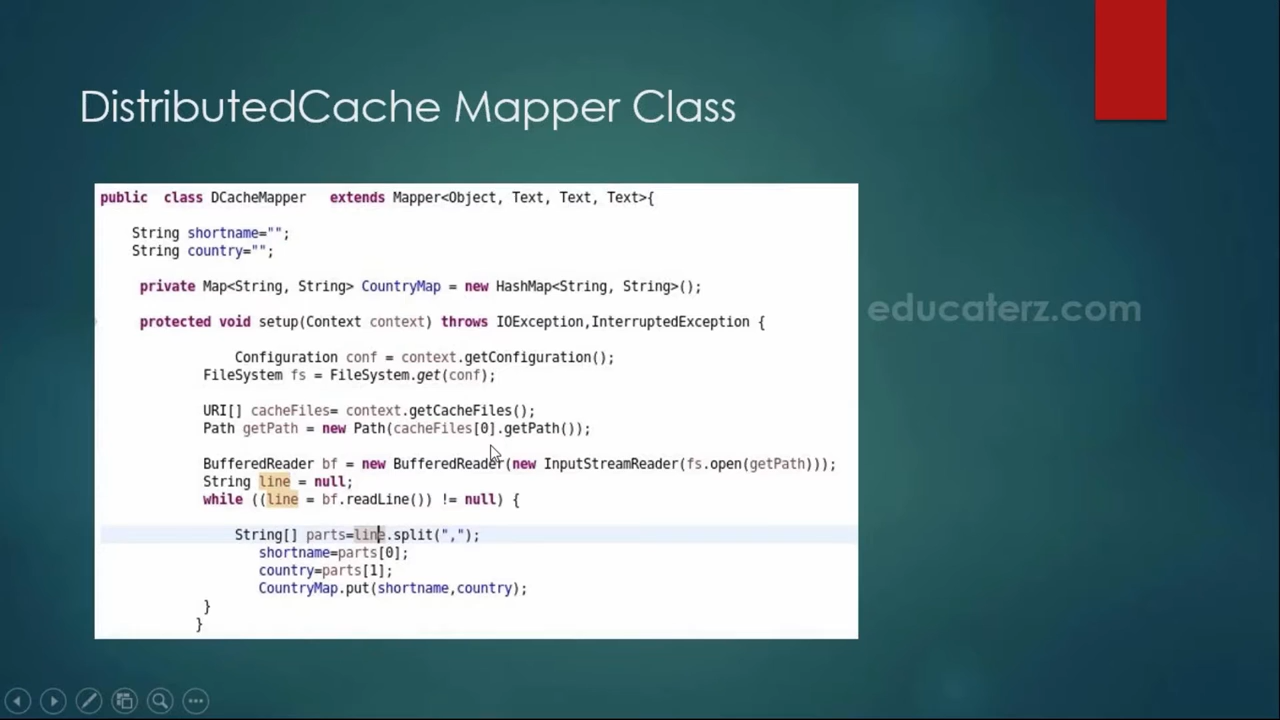 DistributedCache Mapper Class
public class DCacheMapper extends Mapper<Object, Text, Text, Text>{
String shortname="";
String country="";
private Map<String, String> CountryMap = new HashMap<String, String>();
educaterz.com
protected void setup(Context context) throws IOException,InterruptedException {
Configuration conf = context.getConfiguration();
FileSystem fs = FileSystem.get(conf);
URI[] cacheFiles= context.getCacheFiles();
Path getPath = new Path(cacheFiles[0].getPath());
BufferedReader bf = new BufferedReader(new InputStreamReader(fs.open(getPath)));
String line = null;
while ((line = bf.readLine()) != null) {
String[] parts=line.split(",");
shortname=parts[0];
country=parts[1];
CountryMap.put(shortname,country);
}
}